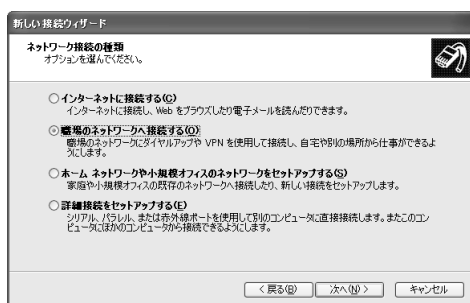 新しい接続ウィザード
ネットワーク接続の種類
オプションを選んでください。
インターネットに接続する(C)
インターネットに接続し、Web をブラウズしたり電子メールを読んだりできます。
職場のネットワークへ接続する(O)
職場のネットワークにダイヤルアップや VPN を使用して接続し、自宅や別の場所から仕事ができるよ
うにします。
ホーム ネットワークや小規模オフィスのネットワークをセットアップする(S)
家庭や小規模オフィスの既存のネットワークへ接続したり、新しい接続をセットアップします。
詳細接続をセットアップする(E)
シリアル、パラレル、または赤外線ポートを使用して別のコンピュータに直接接続します。またこのコン
ピュータにほかのコンピュータから接続できるようにします。
< 戻る(B) 次へ(N) > キャンセル